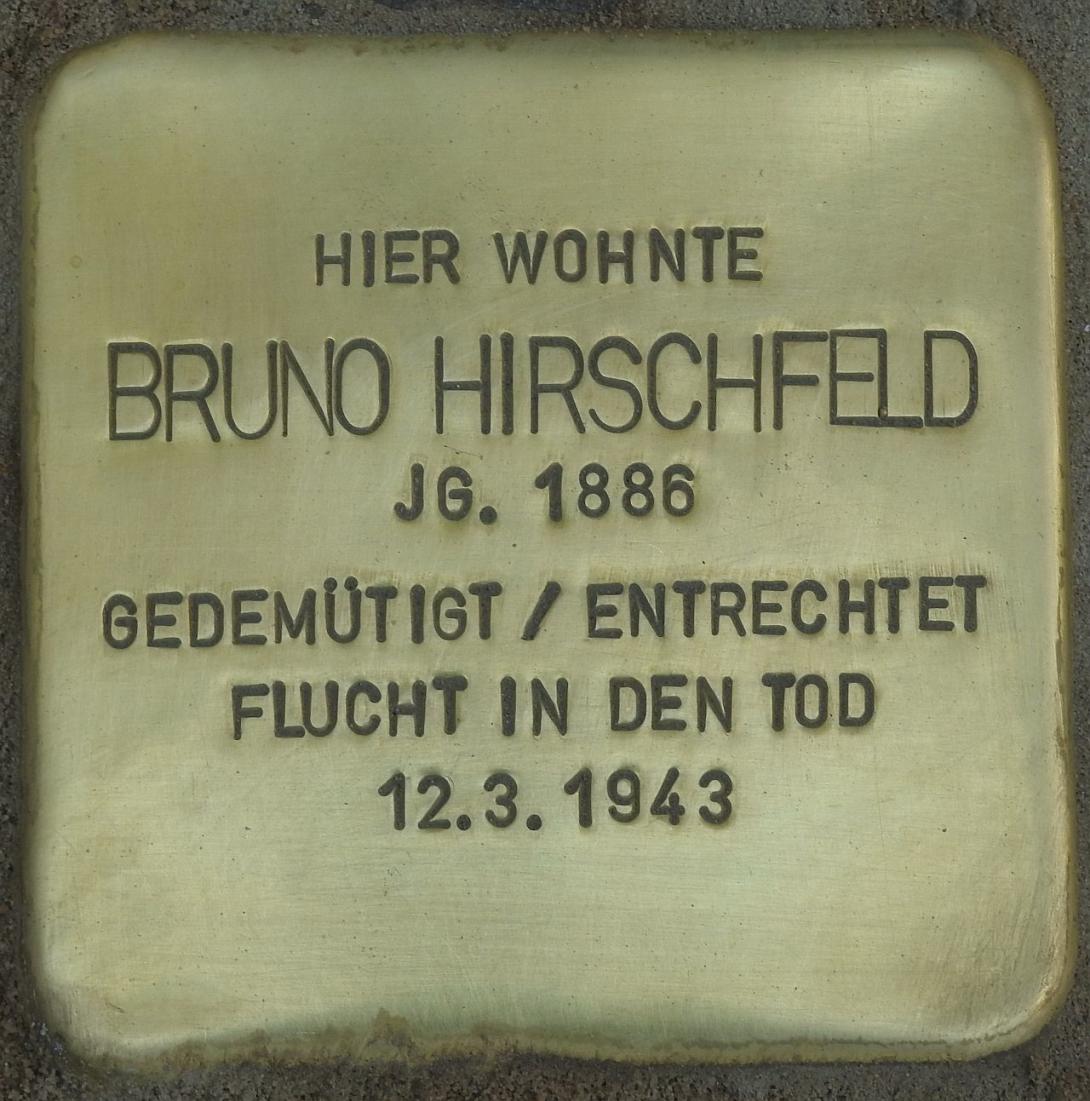 HIER WOHNTE
BRUNO HIRSCHFELD
JG. 1886
GEDEMÜTIGT / ENTRECHTET
FLUCHT IN DEN TOD
12.3.1943